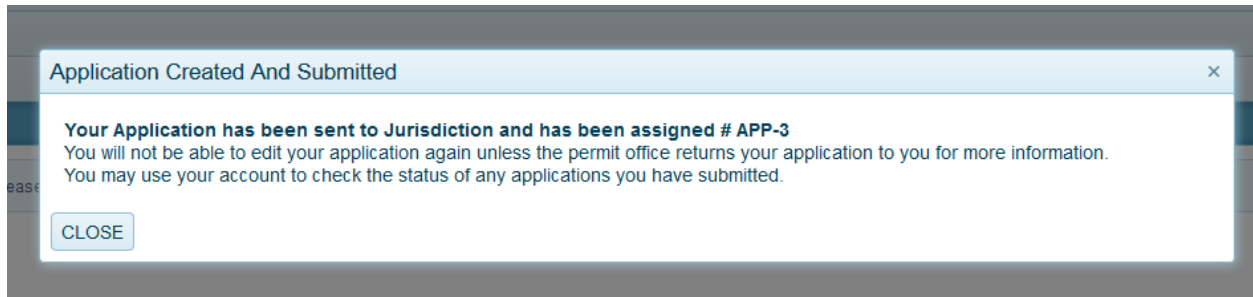 Application Created And Submitted ×
Your Application has been sent to Jurisdiction and has been assigned # APP-3
You will not be able to edit your application again unless the permit office returns your application to you for more information.
You may use your account to check the status of any applications you have submitted.
ease
CLOSE